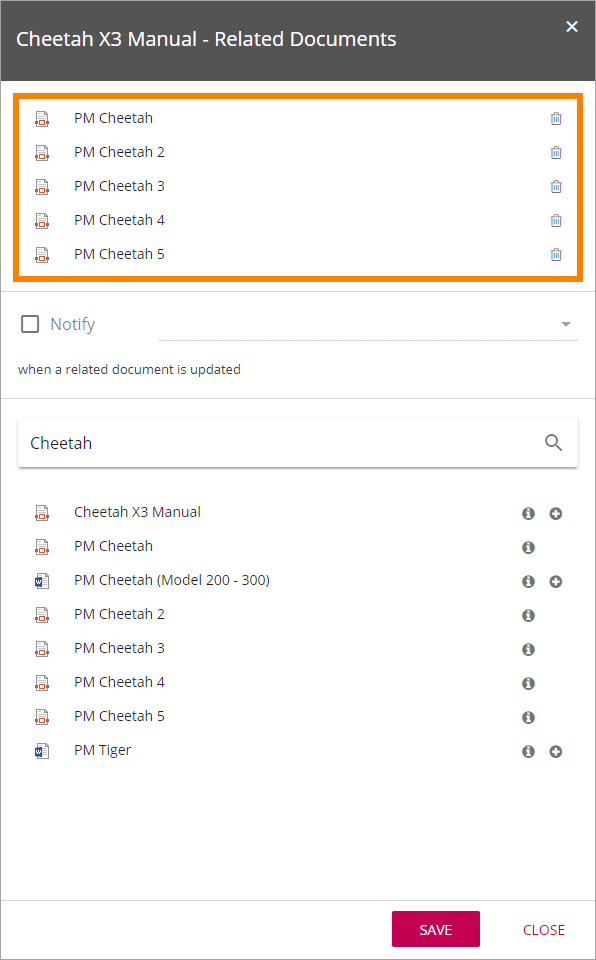 Cheetah X3 Manual - Related Documents
PM Cheetah
PM Cheetah 2
PM Cheetah 3
PM Cheetah 4
PM Cheetah 5
Notify
when a related document is updated
Cheetah
Cheetah X3 Manual
PM Cheetah
PM Cheetah (Model 200 - 300)
PM Cheetah 2
PM Cheetah 3
PM Cheetah 4
PM Cheetah 5
PM Tiger
SAVE CLOSE